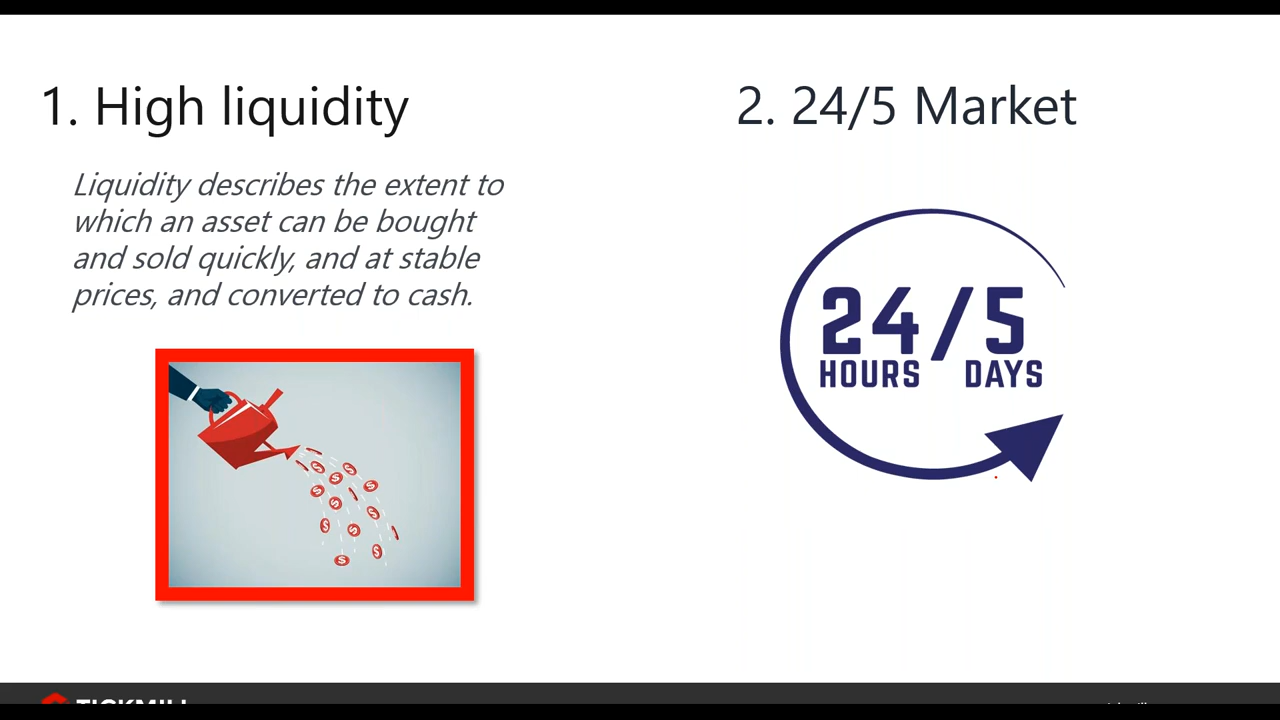 1. High liquidity
Liquidity describes the extent to
which an asset can be bought
and sold quickly, and at stable
prices, and converted to cash.
2. 24/5 Market
24/5
HOURS DAYS
TICKMILL